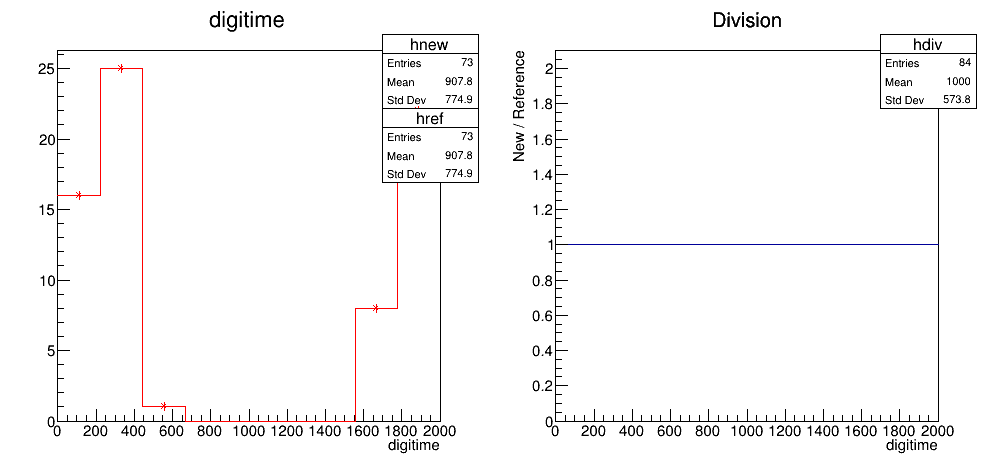 digitime
hnew
Entries 73
Mean 907.8
Std Dev 774.9
href
Entries 73
Mean 907.8
Std Dev 774.9
25
20
15
10
5
0
0 200 400 600 800 1000 1200 1400 1600 1800 2000
digitime
Division
hdiv
Entries 84
Mean 1000
Std Dev 573.8
New / Reference
2
1.8
1.6
1.4
1.2
1
0.8
0.6
0.4
0.2
0
0 200 400 600 800 1000 1200 1400 1600 1800 2000
digitime